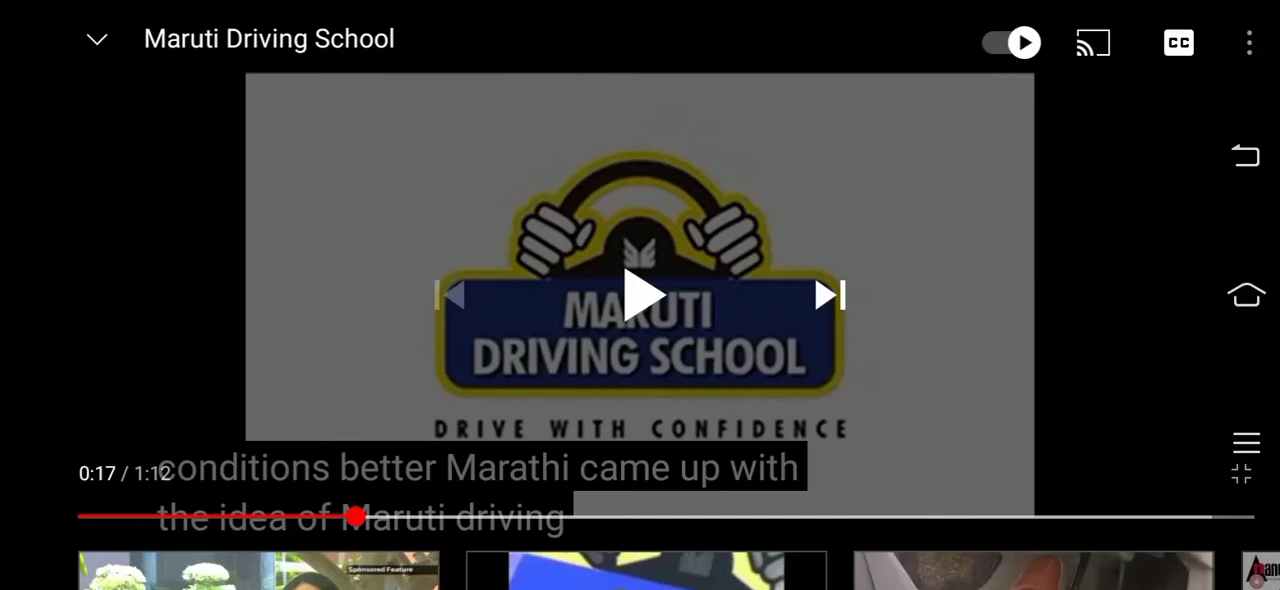 Maruti Driving School
CC
MARUTI
DRIVING SCHOOL
DRIVE WITH CONFIDENCE
0:17 / 1:12
conditions better Marathi came up with
the idea of Maruti driving
Sponsored Feature